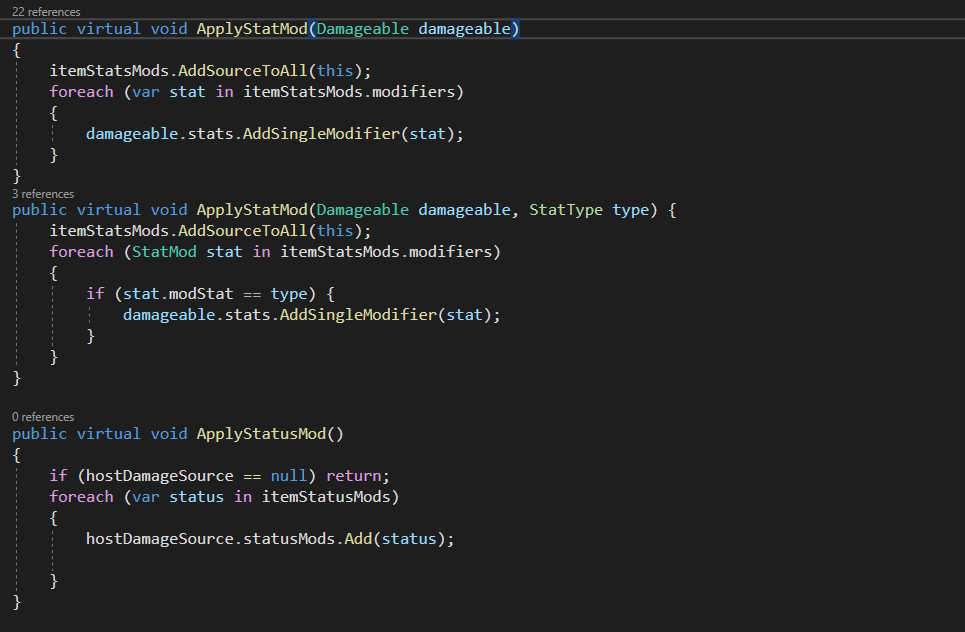 22 references
public virtual void ApplyStatMod(Damageable damageable)
{
    itemStatsMods.AddSourceToAll(this);
    foreach (var stat in itemStatsMods.modifiers)
    {
        damageable.stats.AddSingleModifier(stat);
    }
}
3 references
public virtual void ApplyStatMod(Damageable damageable, StatType type) {
    itemStatsMods.AddSourceToAll(this);
    foreach (StatMod stat in itemStatsMods.modifiers)
    {
        if (stat.modStat == type) {
            damageable.stats.AddSingleModifier(stat);
        }
    }
}
0 references
public virtual void ApplyStatusMod()
{
    if (hostDamageSource == null) return;
    foreach (var status in itemStatusMods)
    {
        hostDamageSource.statusMods.Add(status);
    }
}